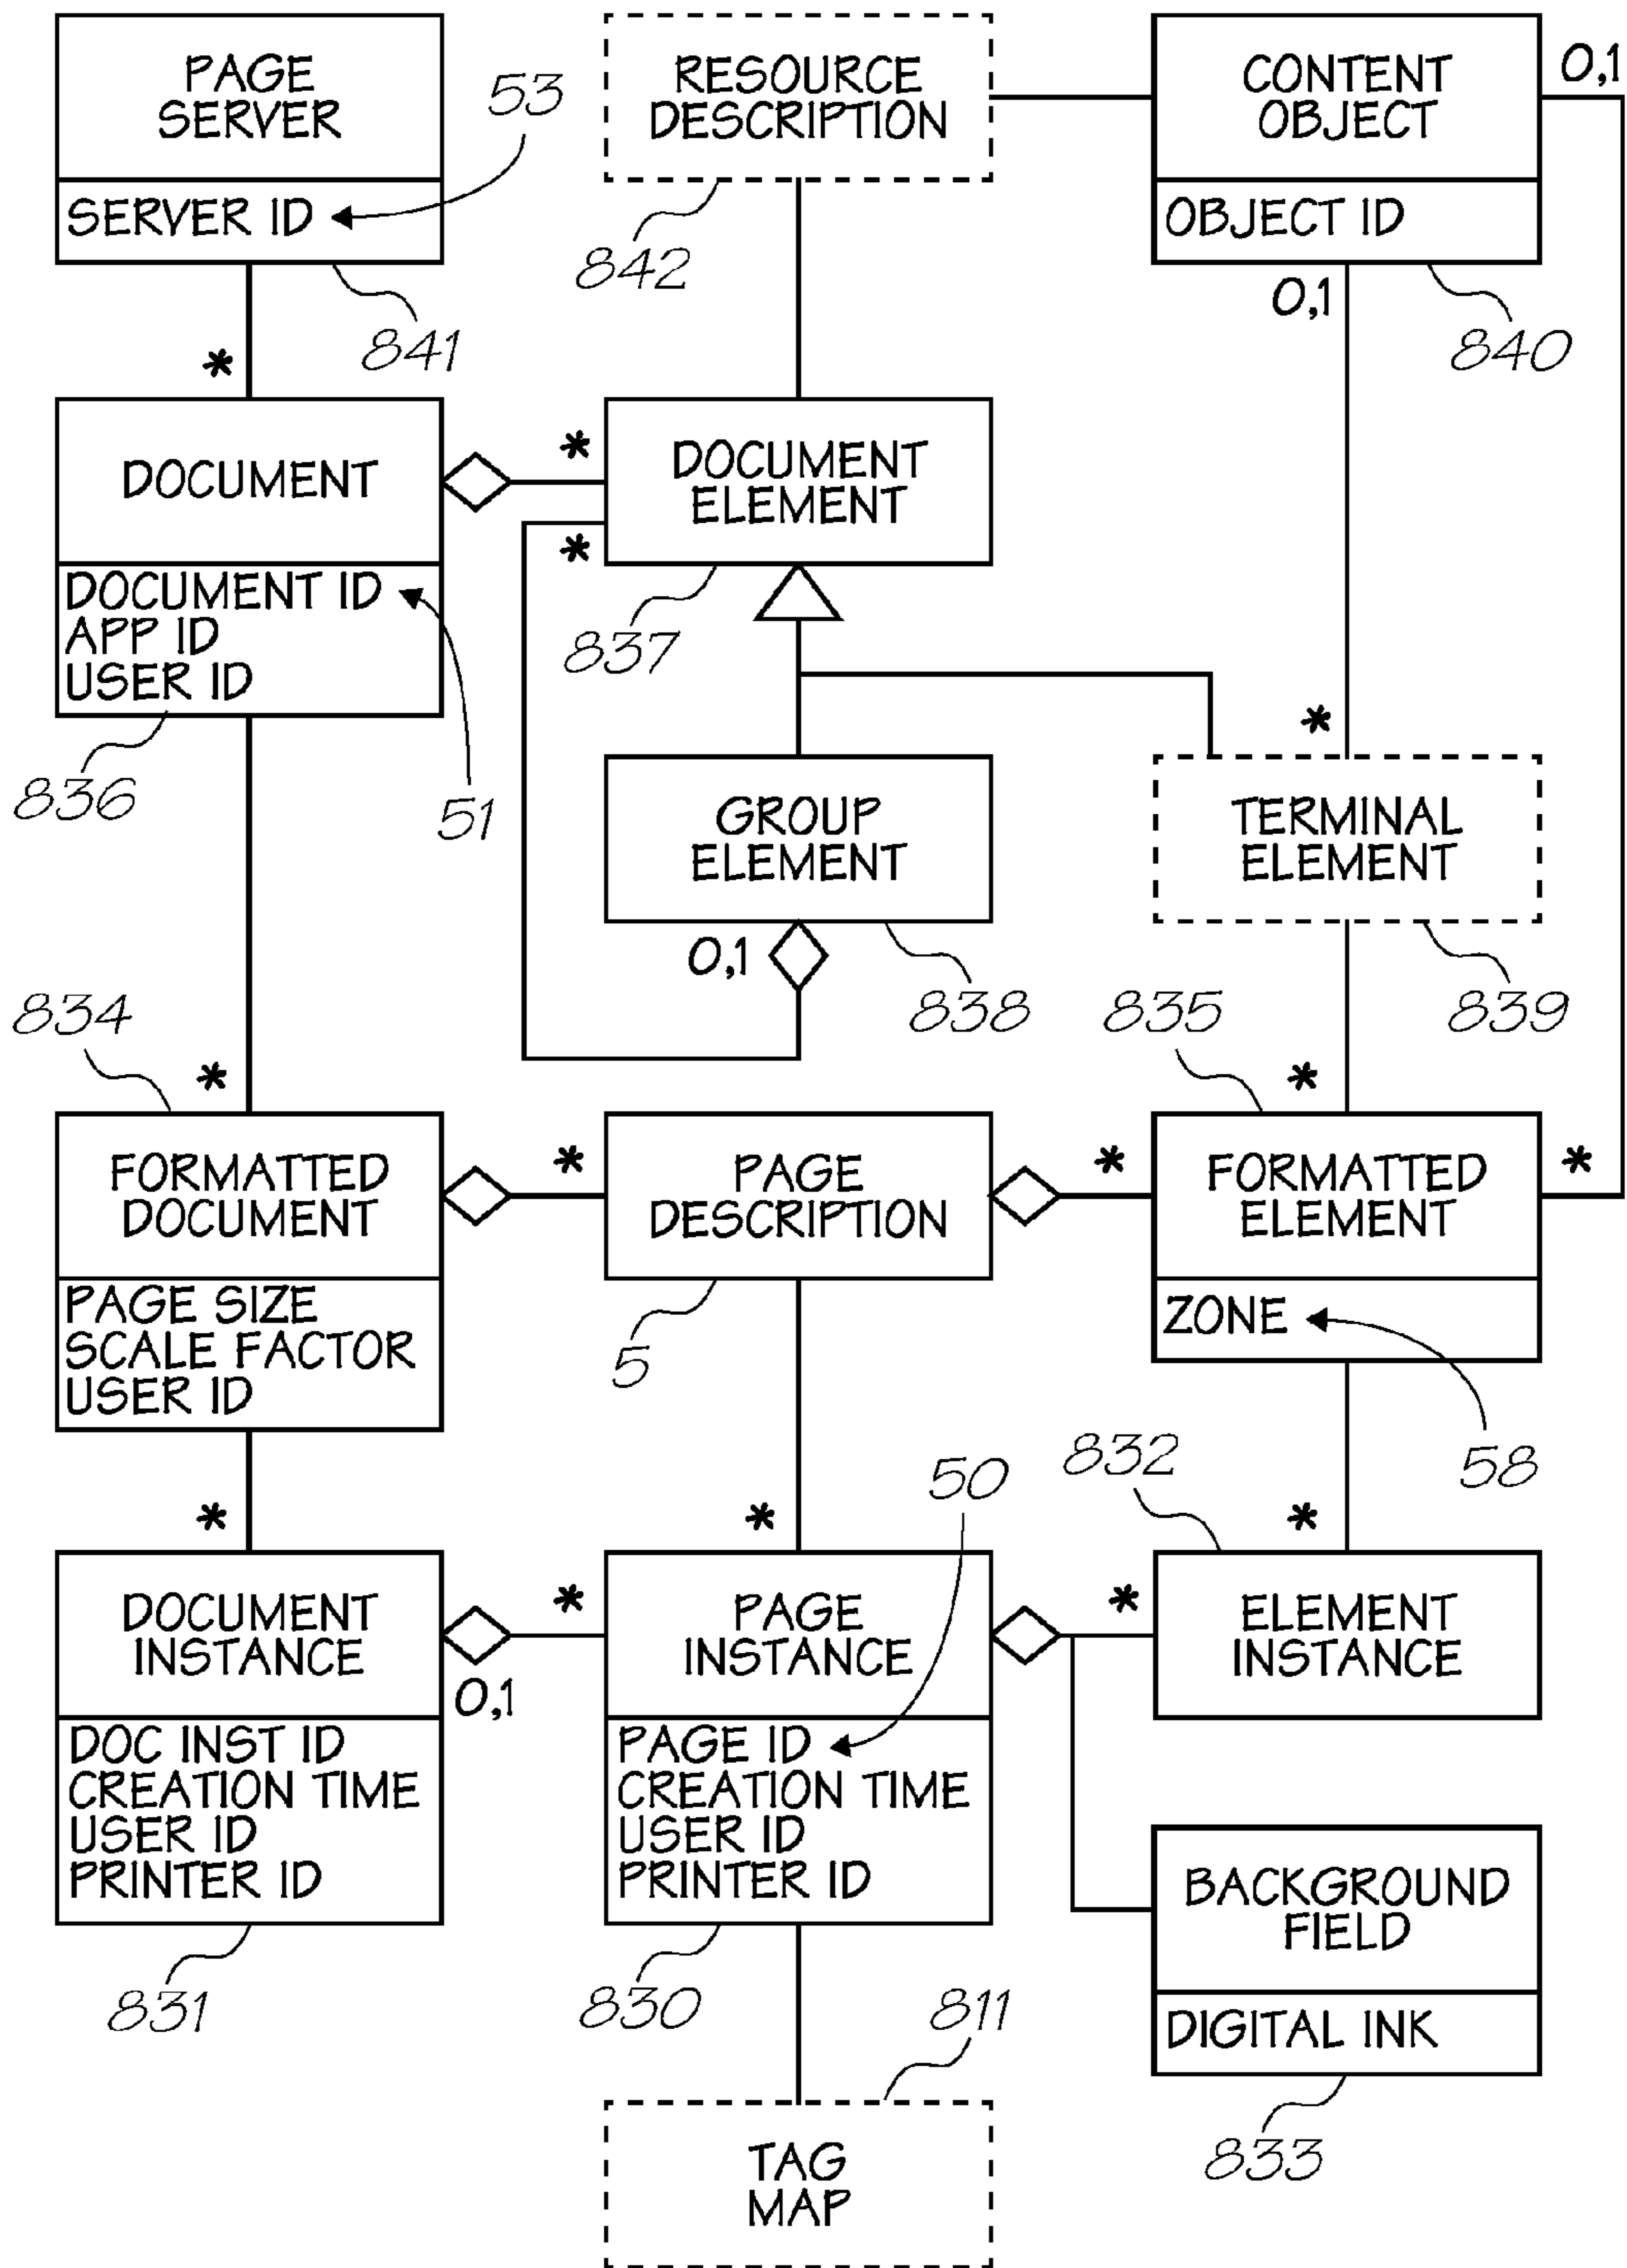 PAGE
SERVER
SERVER ID
53
841
RESOURCE
DESCRIPTION
842
CONTENT
OBJECT
OBJECT ID
0,1
0,1
840
*
DOCUMENT
DOCUMENT ID
APP ID
USER ID
836
51
*
*
DOCUMENT
ELEMENT
837
GROUP
ELEMENT
0,1
838
*
TERMINAL
ELEMENT
839
834
*
FORMATTED
DOCUMENT
PAGE SIZE
SCALE FACTOR
USER ID
*
PAGE
DESCRIPTION
5
835
*
*
FORMATTED
ELEMENT
*
ZONE
58
*
DOCUMENT
INSTANCE
0,1
DOC INST ID
CREATION TIME
USER ID
PRINTER ID
831
*
*
50
PAGE
INSTANCE
PAGE ID
CREATION TIME
USER ID
PRINTER ID
830
832
*
*
ELEMENT
INSTANCE
BACKGROUND
FIELD
DIGITAL INK
833
811
TAG
MAP